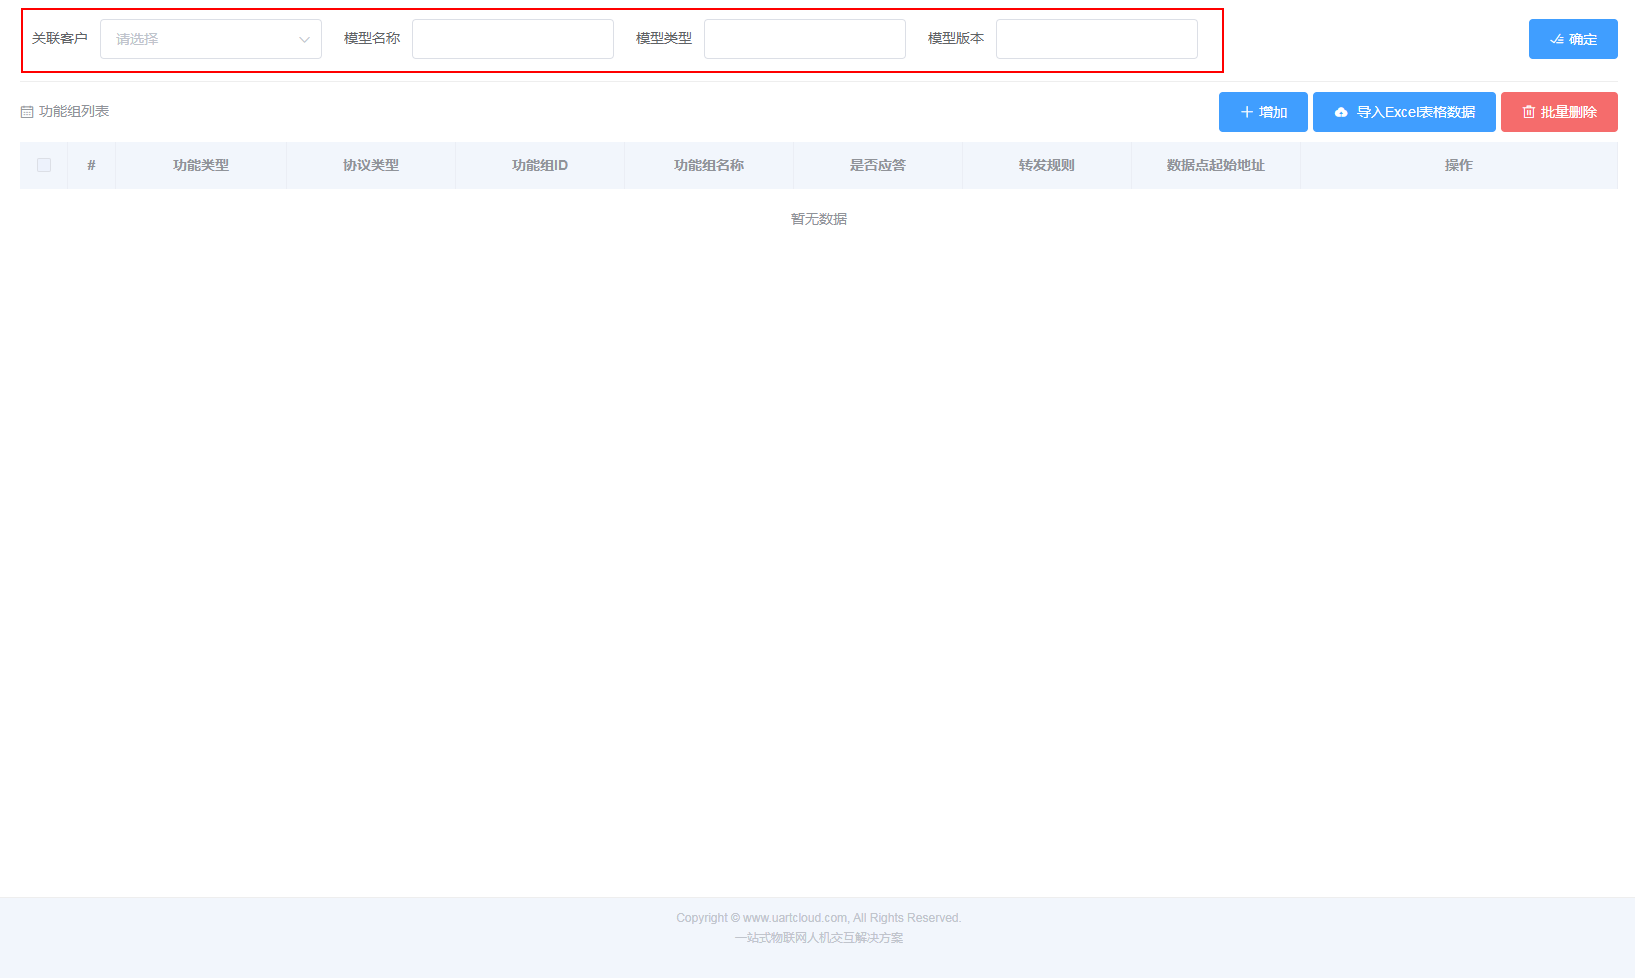 关联客户 请选择 模型名称 模型类型 模型版本 确定
功能组列表 增加 导入Excel表格数据 批量删除
# 功能类型 协议类型 功能组ID 功能组名称 是否应答 转发规则 数据点起始地址 操作
暂无数据
Copyright © www.uartcloud.com, All Rights Reserved.
一站式物联网人机交互解决方案